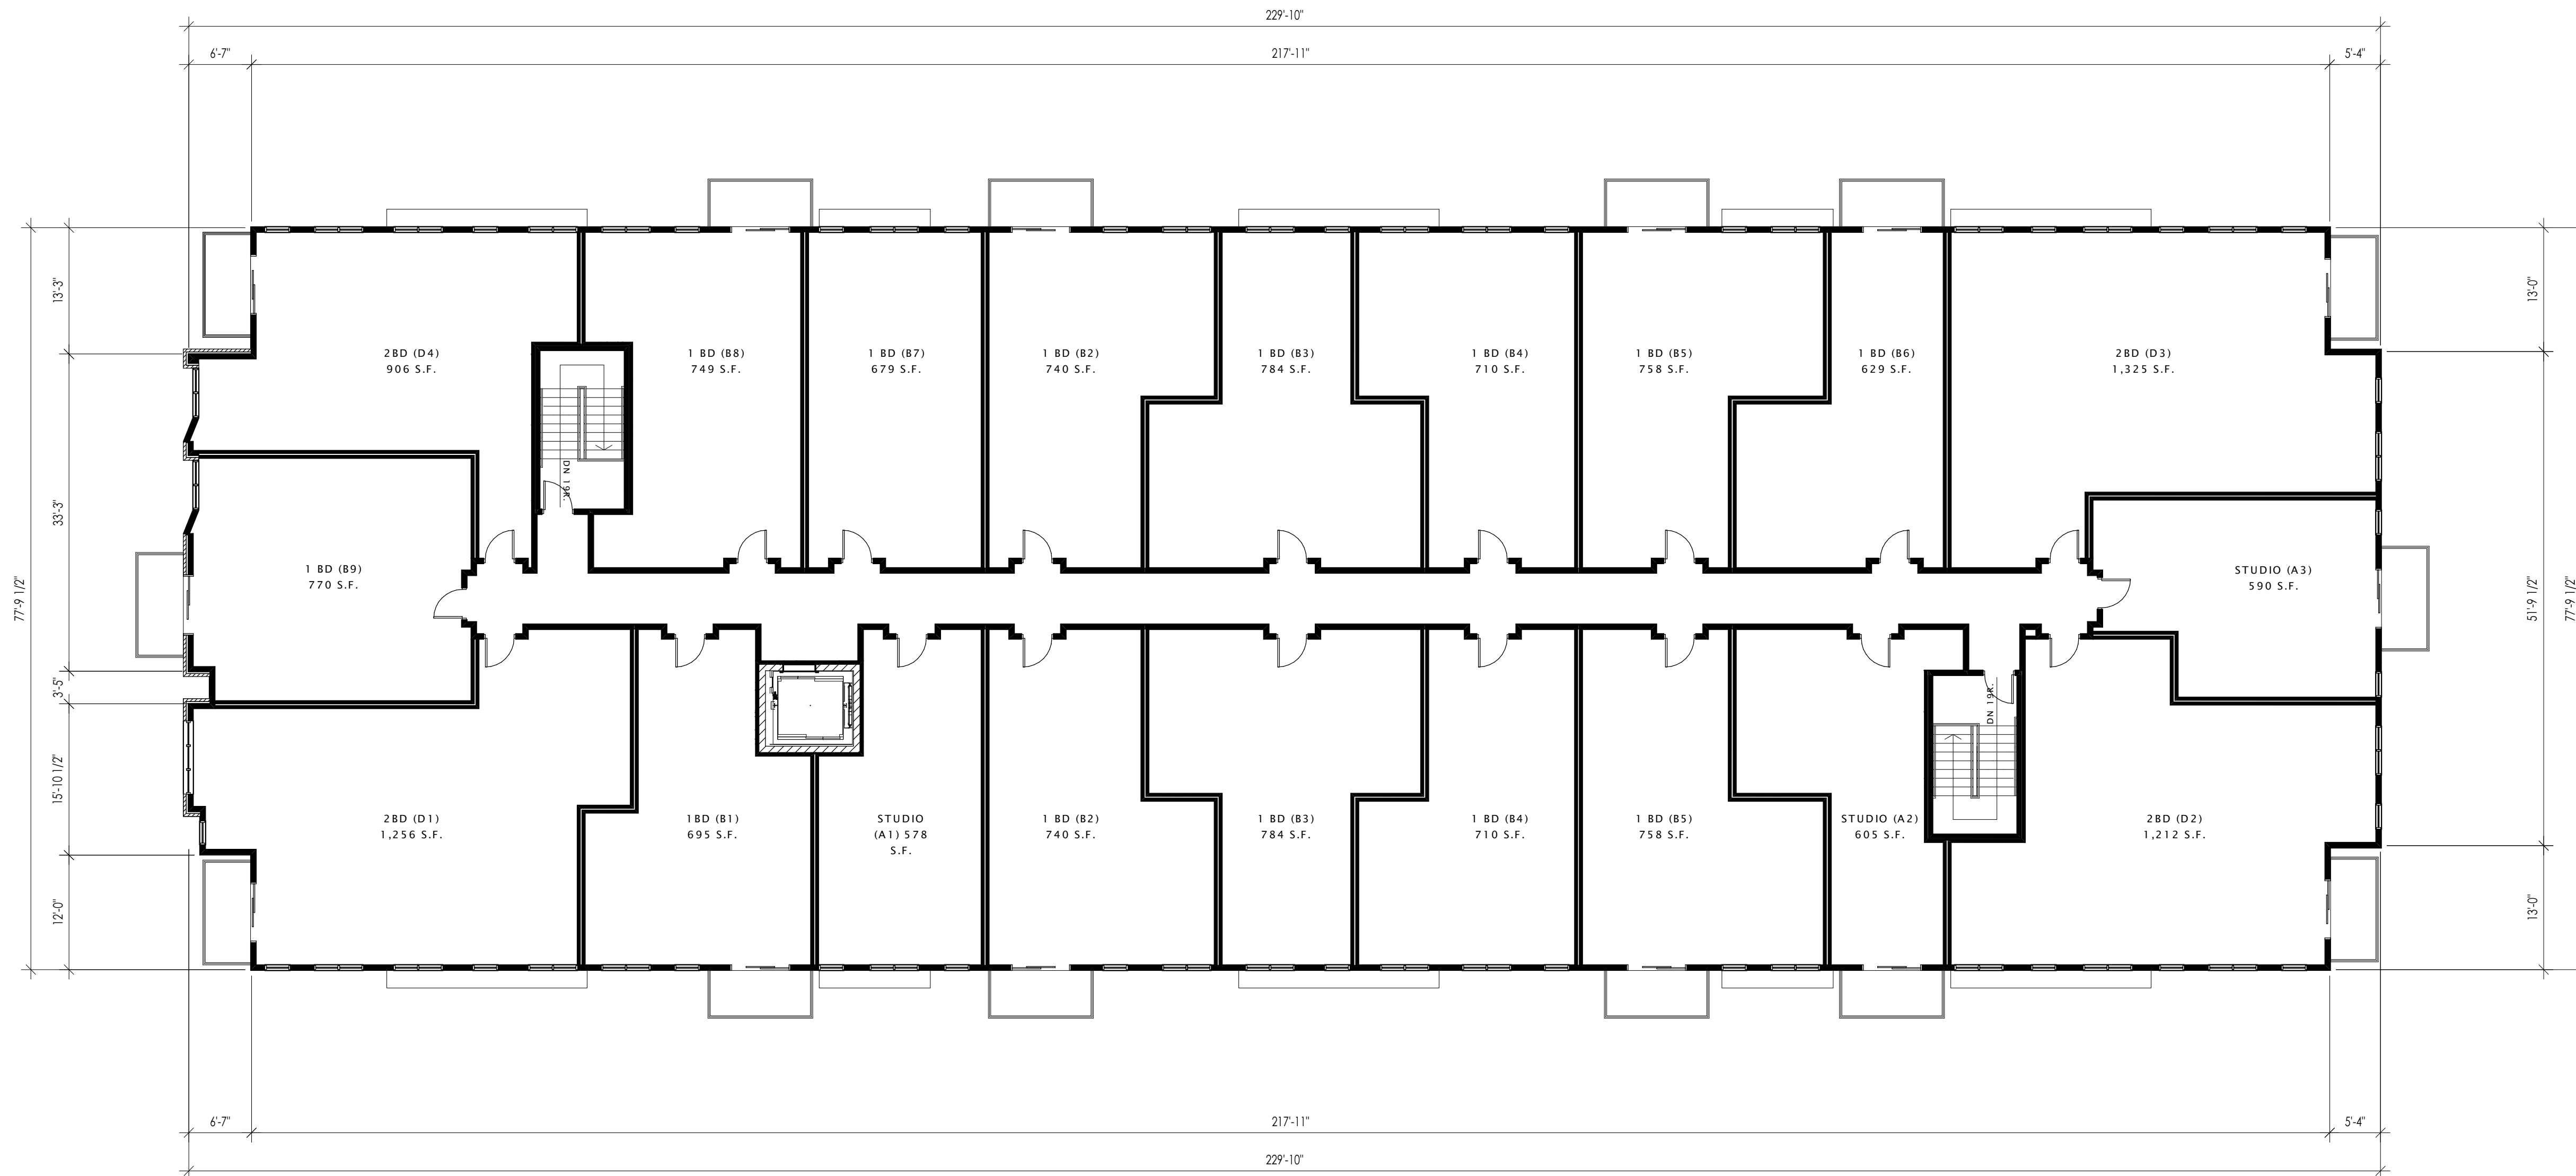 229'-10"
6'-7"
217'-11"
5'-4"
13'-3"
33'-3"
3'-5"
15'-10 1/2"
12'-0"
77'-9 1/2"
13'-0"
51'-9 1/2"
13'-0"
77'-9 1/2"
2BD (D4)
906 S.F.
1 BD (B8)
749 S.F.
1 BD (B7)
679 S.F.
1 BD (B2)
740 S.F.
1 BD (B3)
784 S.F.
1 BD (B4)
710 S.F.
1 BD (B5)
758 S.F.
1 BD (B6)
629 S.F.
2BD (D3)
1,325 S.F.
DN 19R.
1 BD (B9)
770 S.F.
STUDIO (A3)
590 S.F.
DN 19R.
2BD (D1)
1,256 S.F.
1BD (B1)
695 S.F.
STUDIO
(A1) 578
S.F.
1 BD (B2)
740 S.F.
1 BD (B3)
784 S.F.
1 BD (B4)
710 S.F.
1 BD (B5)
758 S.F.
STUDIO (A2)
605 S.F.
2BD (D2)
1,212 S.F.
6'-7"
217'-11"
5'-4"
229'-10"